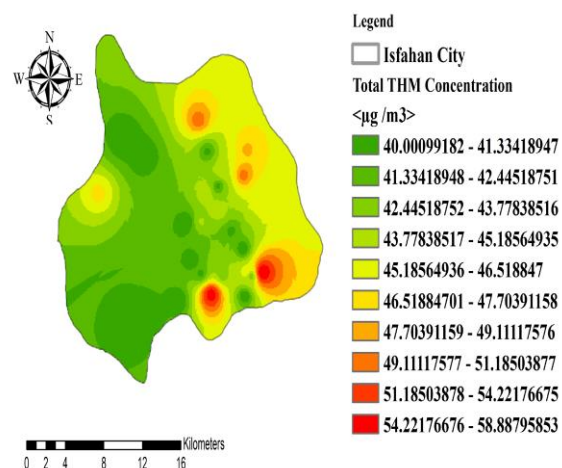 N
W E
S
Legend
Isfahan City
Total THM Concentration
<µg /m3>
40.00099182 - 41.33418947
41.33418948 - 42.44518751
42.44518752 - 43.77838516
43.77838517 - 45.18564935
45.18564936 - 46.518847
46.51884701 - 47.70391158
47.70391159 - 49.11117576
49.11117577 - 51.18503877
51.18503878 - 54.22176675
54.22176676 - 58.88795853
Kilometers
0 2 4 8 12 16